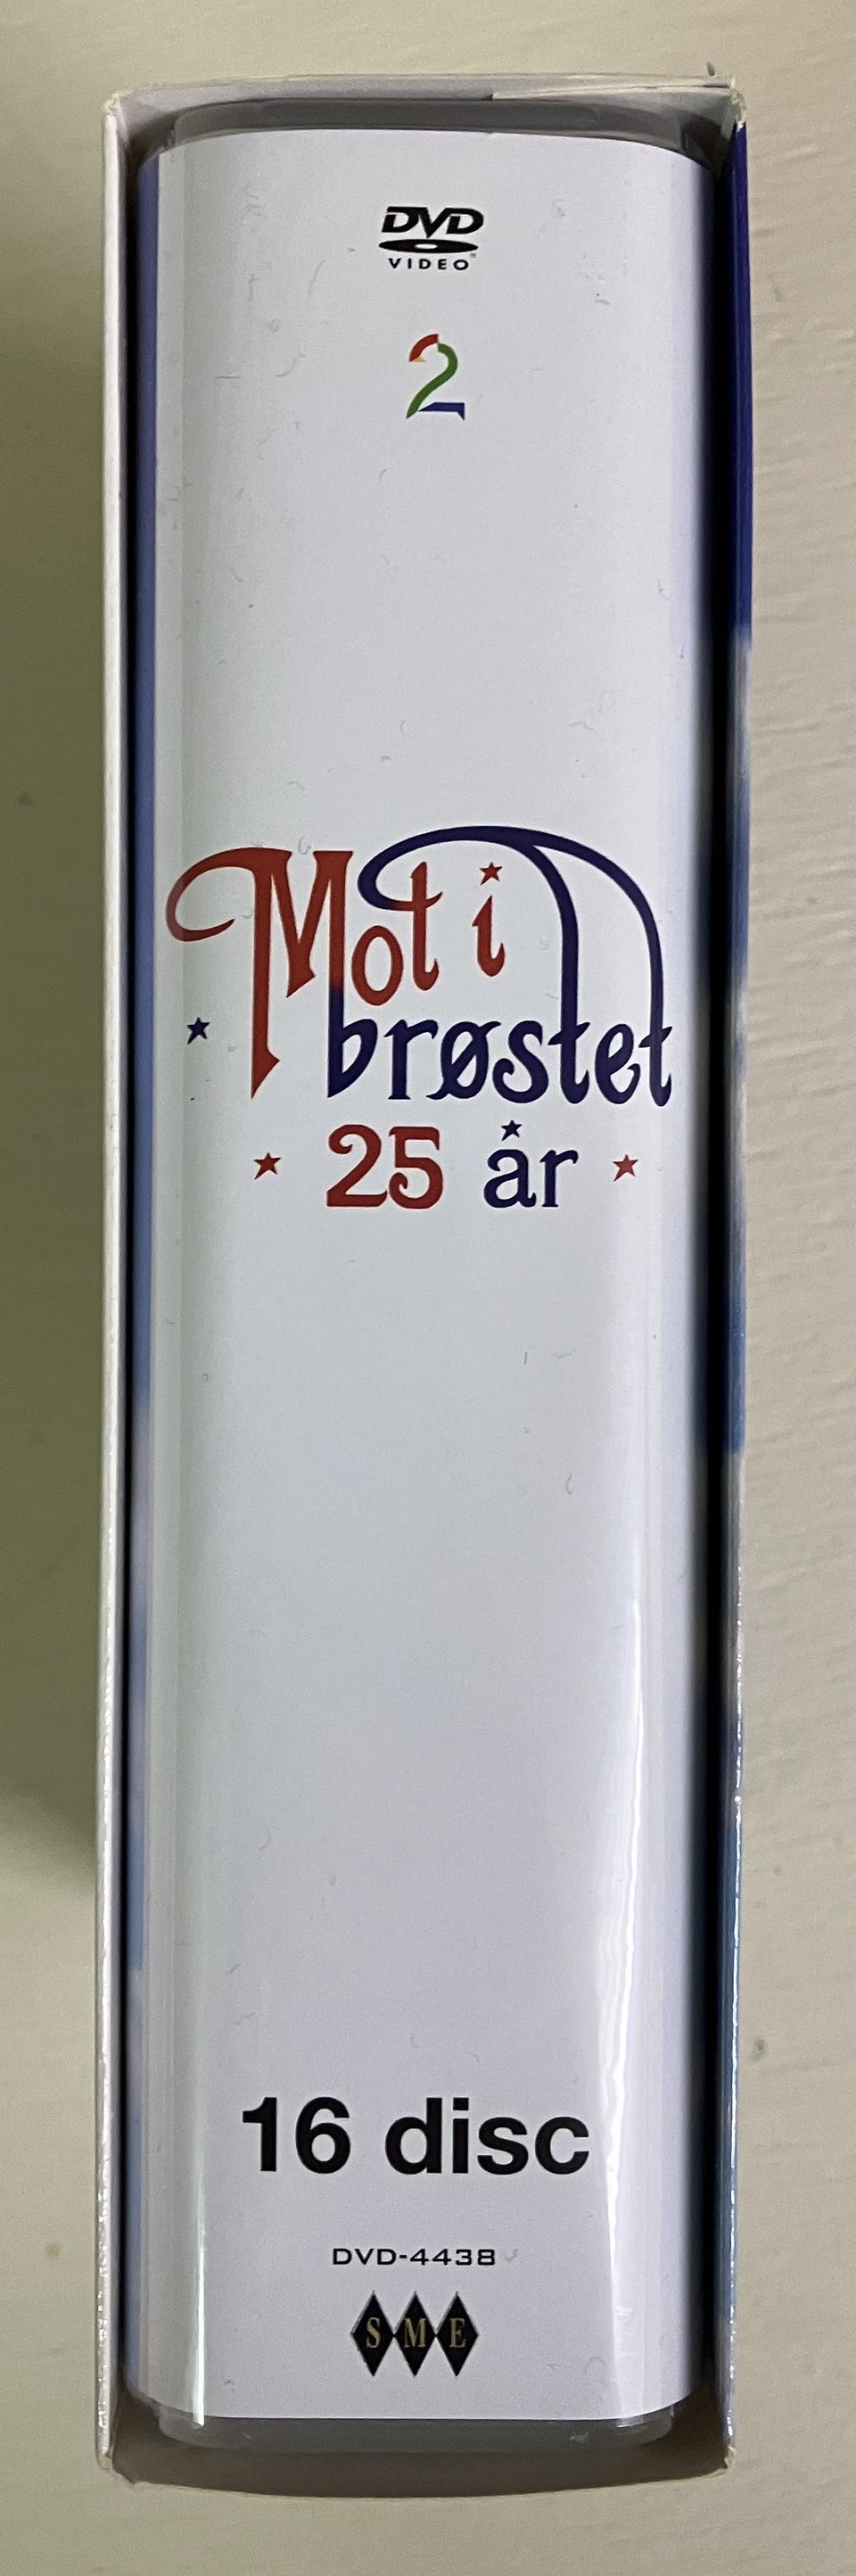 DVD
VIDEO
2
Mot i
brøstet
25 år
16 disc
DVD-4438
SME